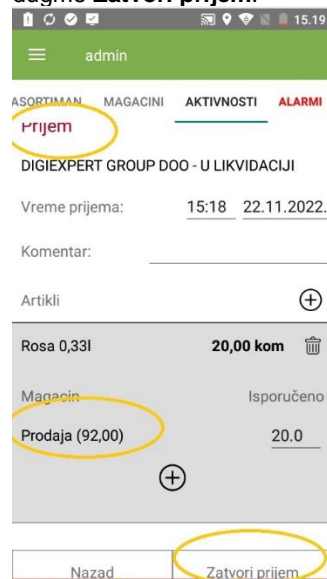 dugme Zatvori prijem.
15.19
admin
ASORTIMAN MAGACINI AKTIVNOSTI ALARMI
Prijem
DIGIEXPERT GROUP DOO - U LIKVIDACIJI
Vreme prijema: 15:18 22.11.2022.
Komentar:
Artikli
Rosa 0,33l 20,00 kom
Magacin Isporučeno
Prodaja (92,00) 20.0
Nazad Zatvori prijem